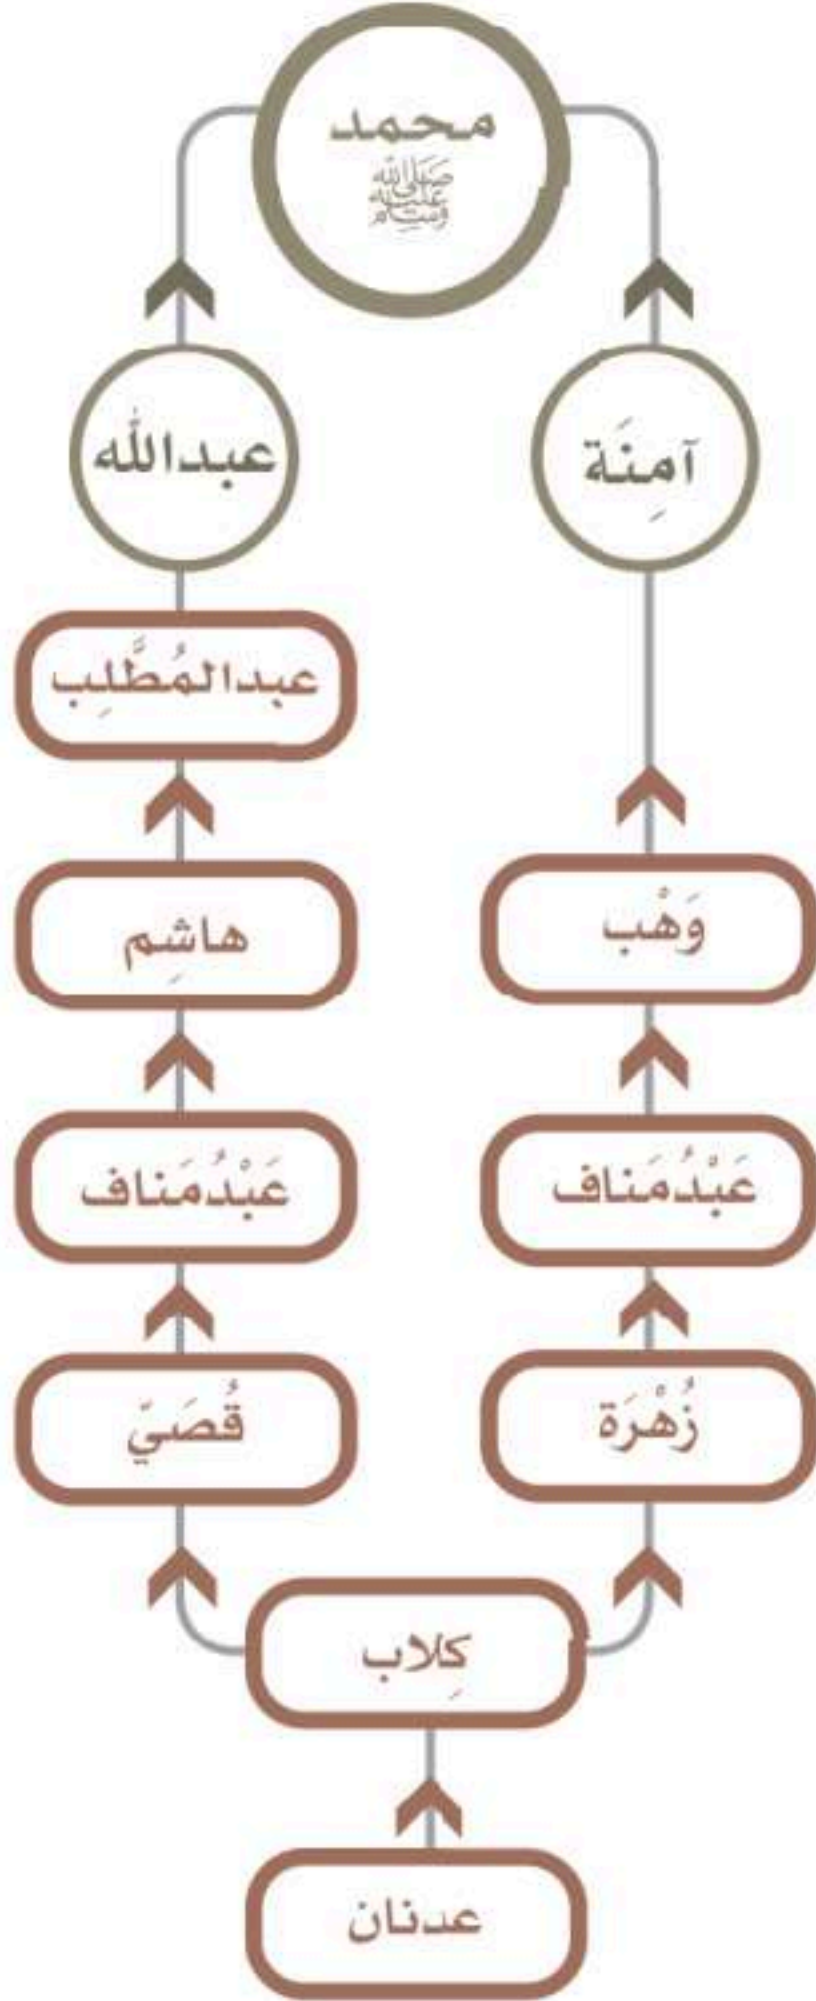 محمد
صلى الله
عليه
وسلم
آمِنَة
عبدالله
عبدالمُطَّلِب
وَهْب
هاشِم
عَبْدُمَناف
عَبْدُمَناف
زُهْرَة
قُصَيّ
كِلاب
عدنان